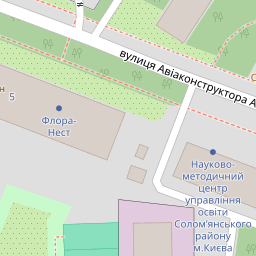 вулиця Авіаконструктора А
н
5
Флора-
Нест
Науково-
методичний
центр
управління
освіти
Солом'янського
району
м.Києва